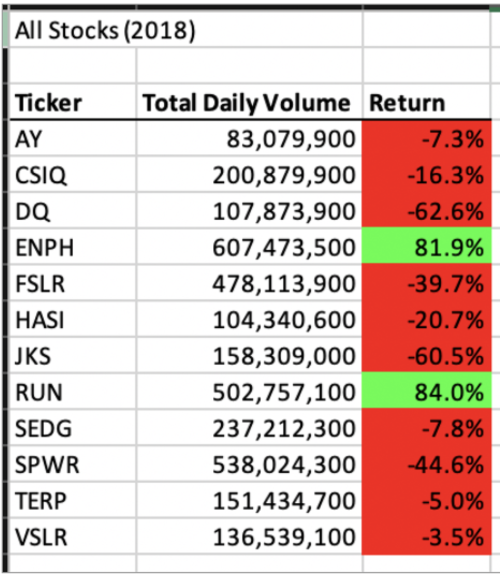 All Stocks (2018)
Ticker Total Daily Volume Return
AY 83,079,900 -7.3%
CSIQ 200,879,900 -16.3%
DQ 107,873,900 -62.6%
ENPH 607,473,500 81.9%
FSLR 478,113,900 -39.7%
HASI 104,340,600 -20.7%
JKS 158,309,000 -60.5%
RUN 502,757,100 84.0%
SEDG 237,212,300 -7.8%
SPWR 538,024,300 -44.6%
TERP 151,434,700 -5.0%
VSLR 136,539,100 -3.5%